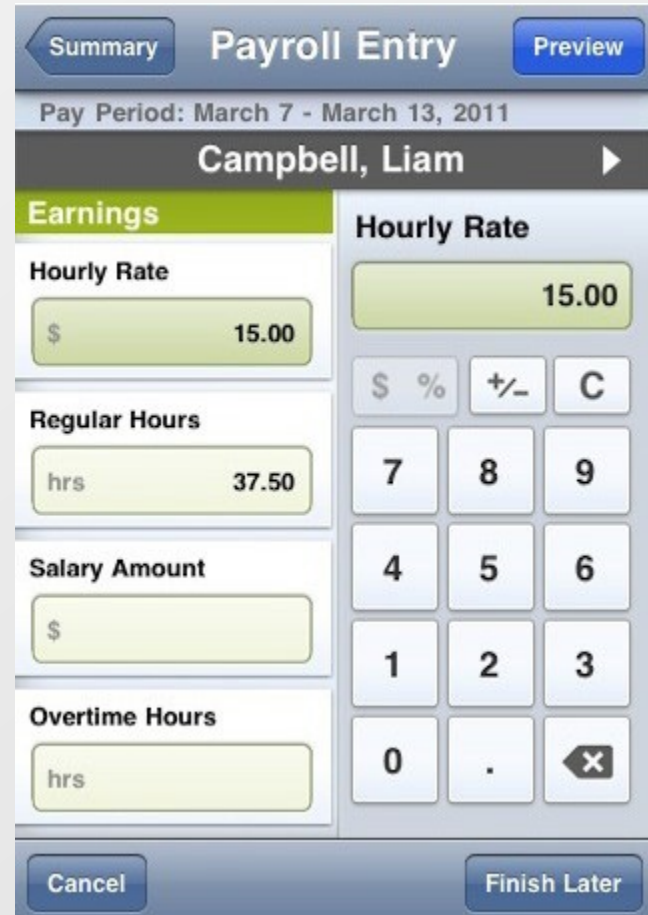 Summary Payroll Entry Preview
Pay Period: March 7 - March 13, 2011
Campbell, Liam
Earnings
Hourly Rate
$ 15.00
Regular Hours
hrs 37.50
Salary Amount
$
Overtime Hours
hrs
Hourly Rate
15.00
$ % +/- C
7 8 9
4 5 6
1 2 3
0 .
Cancel Finish Later